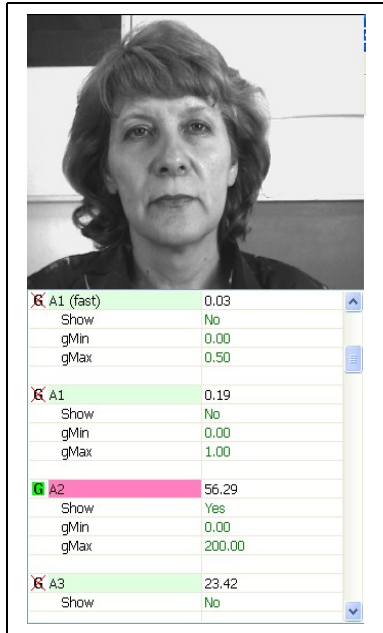 G A1 (fast) 0.03
Show No
gMin 0.00
gMax 0.50
G A1 0.19
Show No
gMin 0.00
gMax 1.00
G A2 56.29
Show Yes
gMin 0.00
gMax 200.00
G A3 23.42
Show No